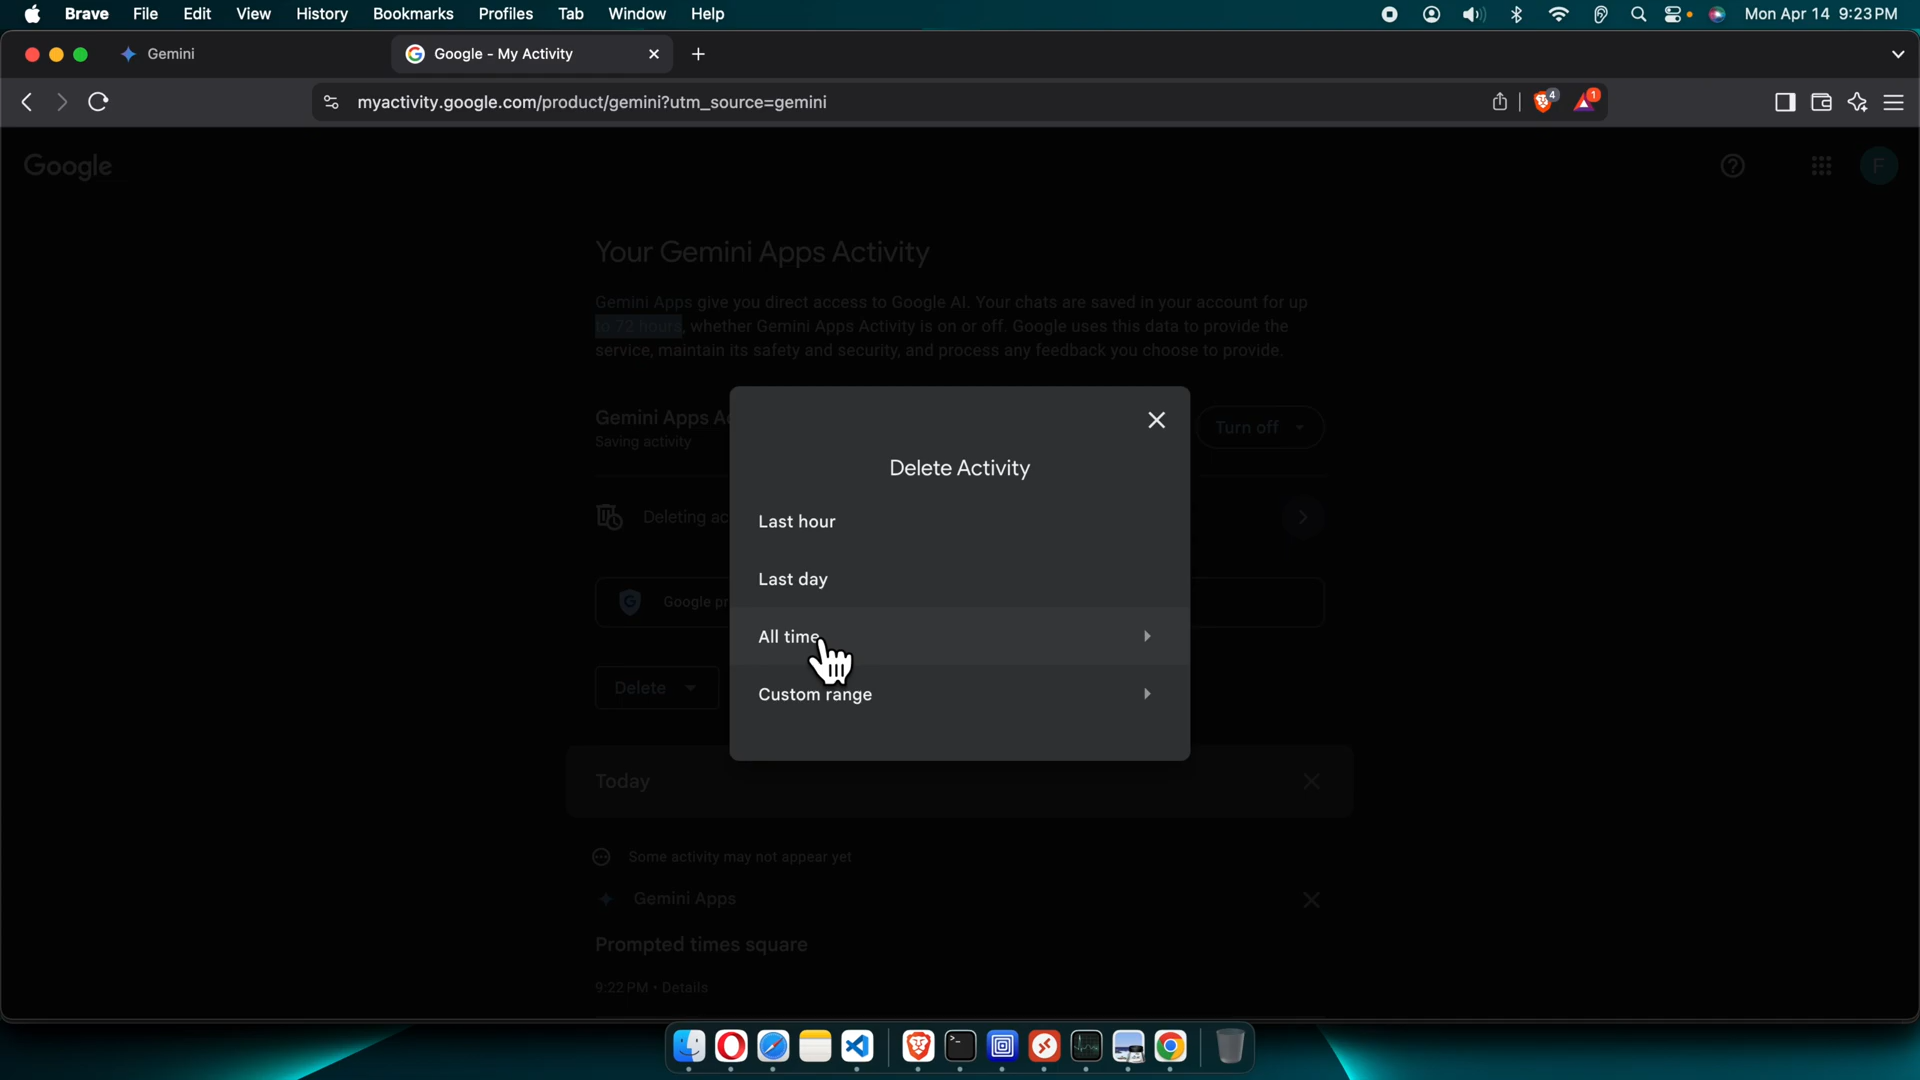 Brave File Edit View History Bookmarks Profiles Tab Window Help Mon Apr 14 9:23 PM
Gemini Google - My Activity
myactivity.google.com/product/gemini?utm_source=gemini 4 1
Google F
Your Gemini Apps Activity
Gemini Apps give you direct access to Google AI. Your chats are saved in your account for up
to 72 hours, whether Gemini Apps Activity is on or off. Google uses this data to provide the
service, maintain its safety and security, and process any feedback you choose to provide.
Gemini Apps Turn off
Saving activity
Delete Activity
Deleting
Last hour
Last day
Google
All time
Custom range
Delete
Today
Some activity may not appear yet
Gemini Apps
Prompted times square
9:22 PM • Details